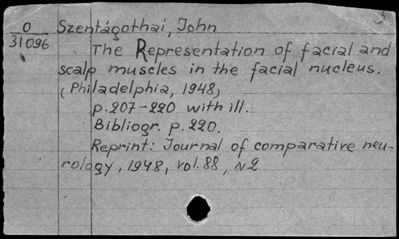 O Szentágothai, John
31096
The Representation of facial and
scalp muscles in the facial nucleus.
(Philadelphia, 1948)
p. 207-220 with ill.
Bibliogr. p. 220.
Reprint: Journal of comparative neu-
rology, 1948, vol. 88, N2